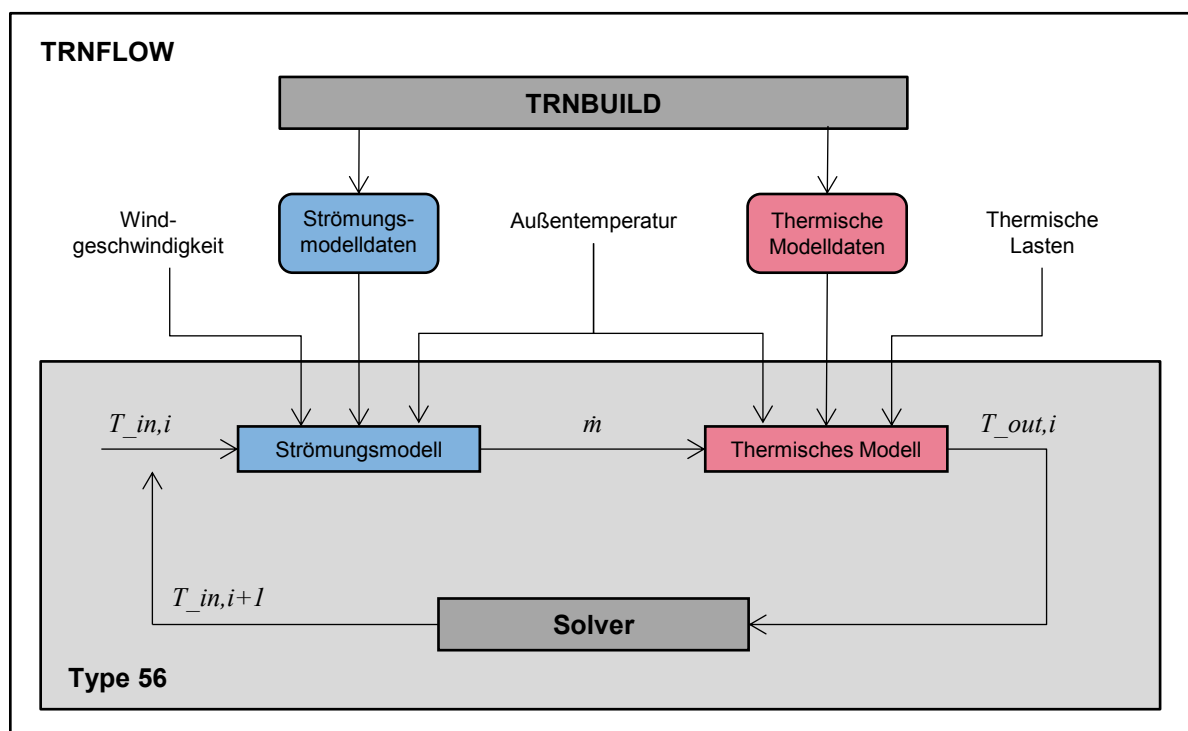 TRNFLOW
TRNBUILD
Wind-
geschwindigkeit
Strömungs-
modelldaten
Außentemperatur
Thermische
Modelldaten
Thermische
Lasten
T_in,i
Strömungsmodell
ṁ
Thermisches Modell
T_out,i
T_in,i+1
Solver
Type 56